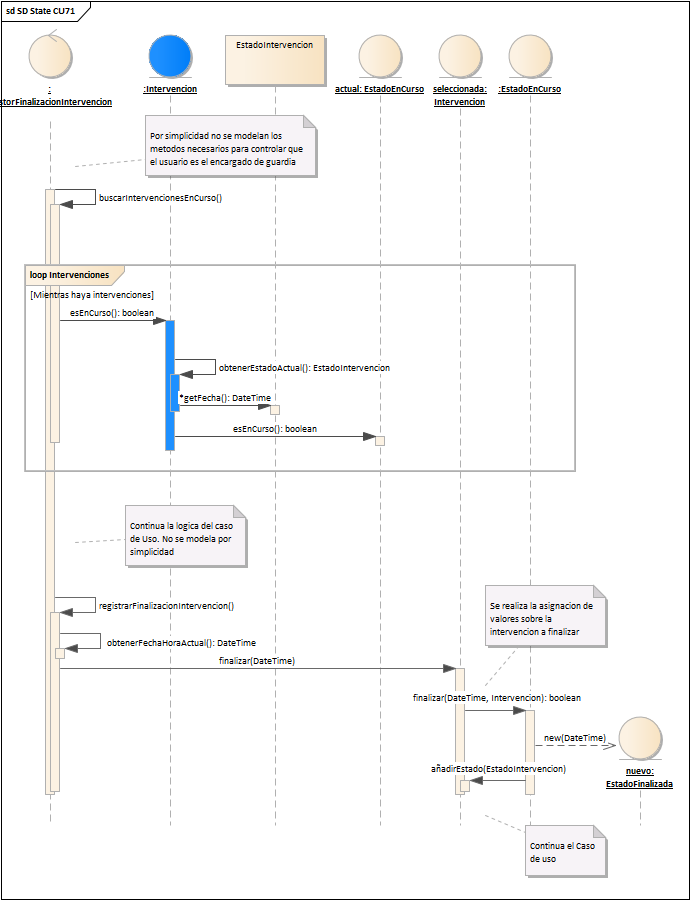 sd SD State CU71
:
storFinalizacionIntervencion
:Intervencion
EstadoIntervencion
actual: EstadoEnCurso
seleccionada:
Intervencion
:EstadoEnCurso
Por simplicidad no se modelan los
metodos necesarios para controlar que
el usuario es el encargado de guardia
buscarIntervencionesEnCurso()
loop Intervenciones
[Mientras haya intervenciones]
esEnCurso(): boolean
obtenerEstadoActual(): EstadoIntervencion
*getFecha(): DateTime
esEnCurso(): boolean
Continua la logica del caso
de Uso. No se modela por
simplicidad
registrarFinalizacionIntervencion()
Se realiza la asignacion de
valores sobre la
intervencion a finalizar
obtenerFechaHoraActual(): DateTime
finalizar(DateTime)
finalizar(DateTime, Intervencion): boolean
new(DateTime)
añadirEstado(EstadoIntervencion)
nuevo:
EstadoFinalizada
Continua el Caso
de uso